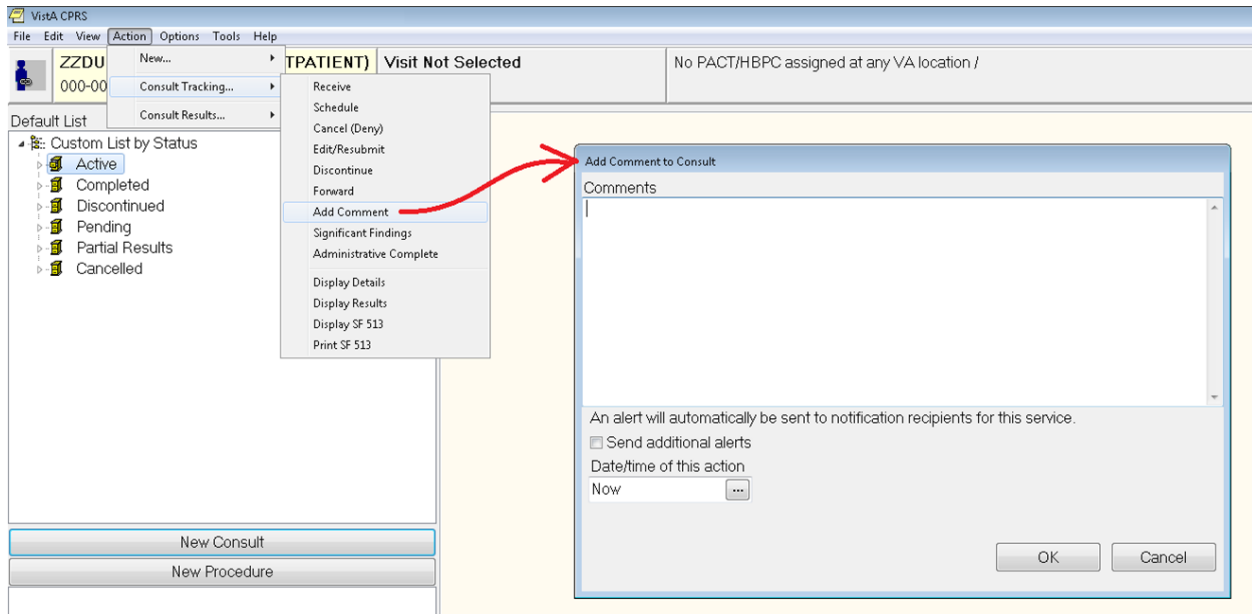 VistA CPRS
File Edit View Action Options Tools Help
ZZDU
000-00
TPATIENT)
Visit Not Selected
No PACT/HBPC assigned at any VA location /
New...
Consult Tracking...
Consult Results...
Receive
Schedule
Cancel (Deny)
Edit/Resubmit
Discontinue
Forward
Add Comment
Significant Findings
Administrative Complete
Display Details
Display Results
Display SF 513
Print SF 513
Default List
Custom List by Status
Active
Completed
Discontinued
Pending
Partial Results
Cancelled
New Consult
New Procedure
Add Comment to Consult
Comments
An alert will automatically be sent to notification recipients for this service.
Send additional alerts
Date/time of this action
Now
...
OK Cancel